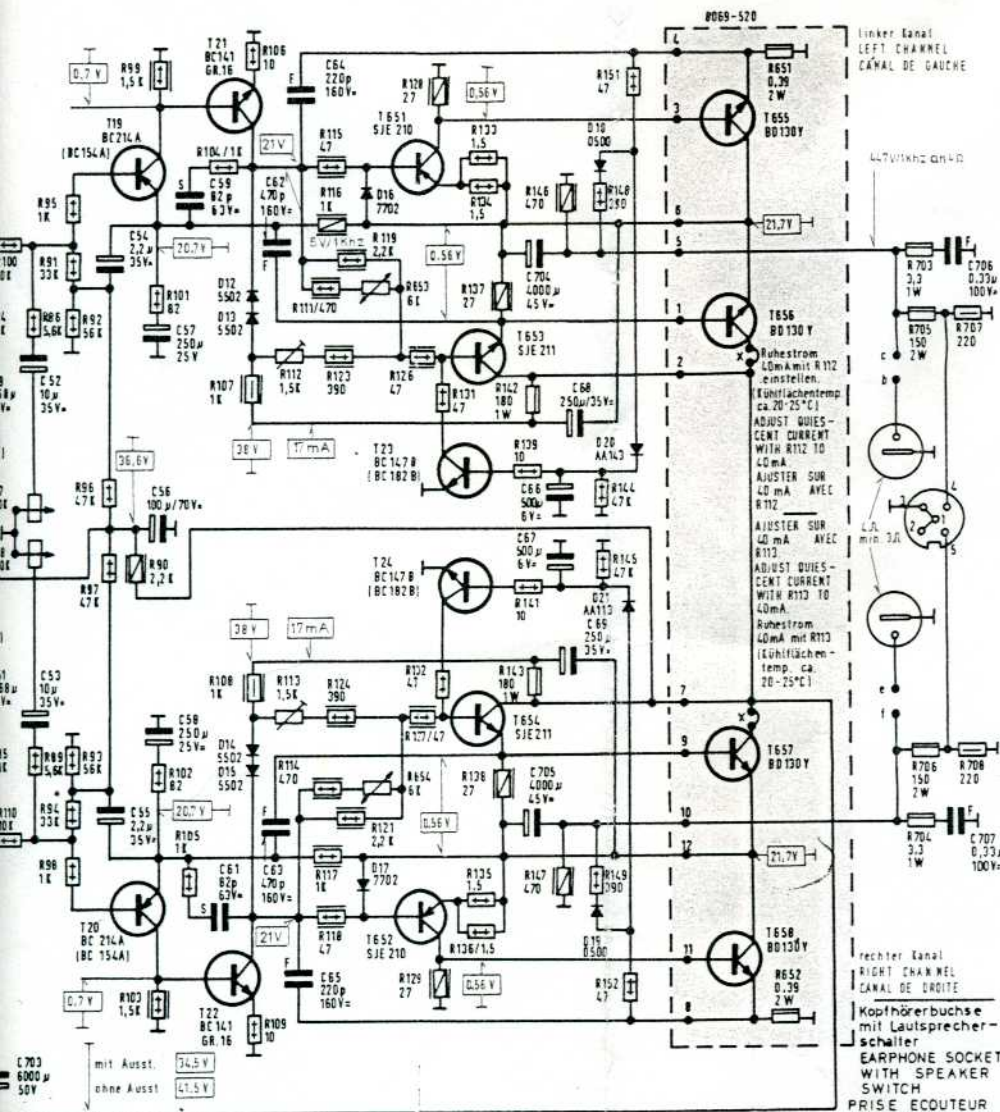 8069-520
linker Kanal
LEFT CHANNEL
CANAL DE GAUCHE
T21
BC141
GR.16
R106
10
C64
220p
160V=
R128
27
0,56V
R151
47
R651
0,39
2W
0,7 V
R99
1,5K
T19
BC214A
(BC154A)
T651
SJE 210
R133
1,5
R134
1,5
D18
0500
T655
BD130Y
R104/1K
21V
R115
47
R116
1K
D16
7702
R146
470
R148
390
R95
1K
C59
82p
63V=
C62
470p
160V=
C54
2,2µ
35V=
20,7V
6V/1Khz
R119
2,2K
0,56V
21,7V
R91
33K
R101
82
D12
5502
D13
5502
R111/470
R653
6K
R137
27
C704
4000µ
45V=
R703
3,3
1W
C706
0,33µ
100V=
R86
5,6K
R92
56K
C57
250µ
25V
T653
SJE 211
T656
BD130Y
R705
150
2W
R707
220
C52
10µ
35V=
R107
1K
R112
1,5K
R123
390
R126
47
R131
47
R142
180
1W
C68
250µ/35V=
Ruhestrom
40mA mit R112
einstellen.
(Kühlflächentemp.
ca. 20-25°C)
ADJUST QUIES-
CENT CURRENT
WITH R112 TO
40mA
AJUSTER SUR
40 mA AVEC
R112
38 V
17mA
T23
BC147B
(BC182B)
R139
10
D20
AA143
C66
500µ
6V=
R144
47K
36,6V
R96
47K
C56
100µ/70V=
4Ω
min. 3Ω
R90
2,2K
R97
47K
T24
BC147B
(BC182B)
C67
500µ
6V=
R145
47K
R141
10
D21
AA113
AJUSTER SUR
40 mA AVEC
R113
ADJUST QUIES-
CENT CURRENT
WITH R113 TO
40mA.
Ruhestrom
40mA mit R113
(Kühlflächen-
temp. ca.
20-25°C)
38V
17mA
C69
250µ
35V=
R108
1K
R113
1,5K
R124
390
R132
47
R143
180
1W
C53
10µ
35V=
C58
250µ
25V=
R127/47
T654
SJE211
R89
5,6K
R93
56K
R102
82
D14
5502
D15
5502
R114
470
R654
6K
R138
27
C705
4000µ
45V=
T657
BD130Y
R706
150
2W
R708
220
R94
33K
C55
2,2µ
35V=
20,7V
R121
2,2K
0,56V
R704
3,3
1W
C707
0,33µ
100V=
R98
1K
R105
1K
C61
82p
63V=
C63
470p
160V=
R117
1K
D17
7702
R135
1,5
R147
470
R149
390
21,7V
T20
BC 214A
(BC 154A)
21V
R118
47
T652
SJE 210
R136/1,5
D19
0500
T658
BD130Y
0,7 V
R103
1,5K
T22
BC141
GR.16
R109
10
C65
220p
160V=
R129
27
0,56V
R152
47
R652
0,39
2W
rechter Kanal
RIGHT CHANNEL
CANAL DE DROITE
Kopfhörerbuchse
mit Lautsprecher-
schalter
EARPHONE SOCKET
WITH SPEAKER
SWITCH
PRISE ECOUTEUR
C703
6000µ
50V
mit Ausst. 34,5 V
ohne Ausst 41,5 V